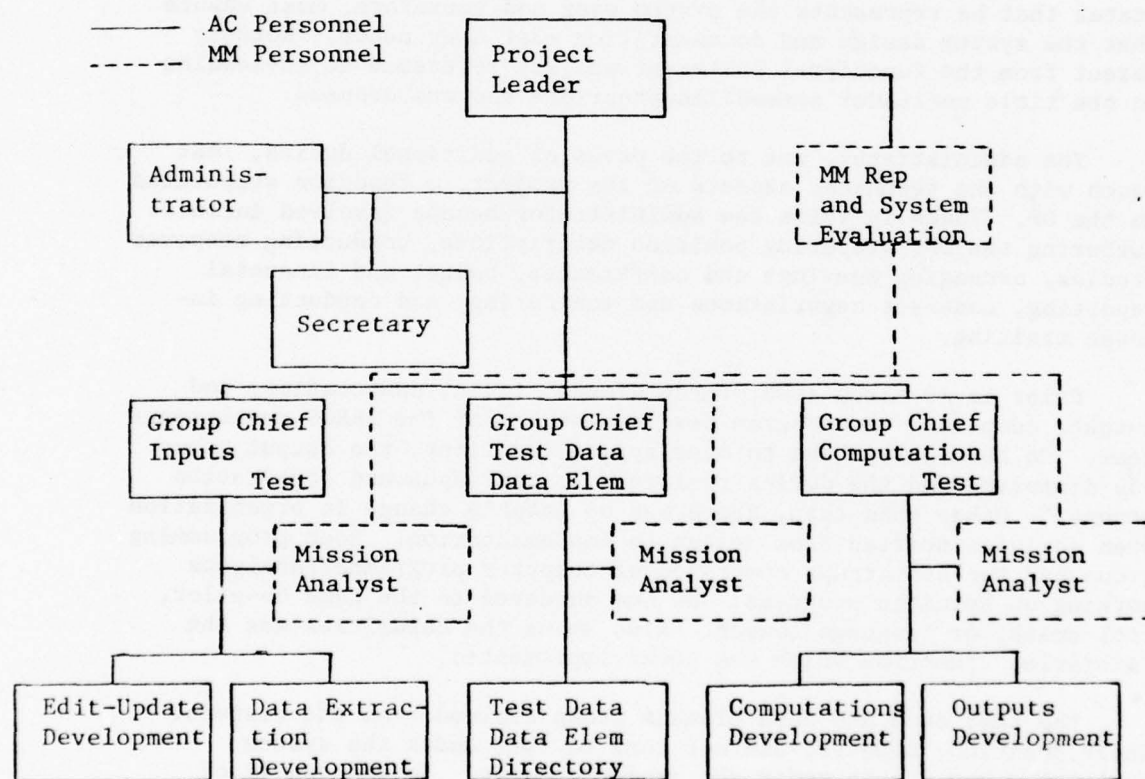 AC Personnel
MM Personnel
Project
Leader
Adminis-
trator
MM Rep
and System
Evaluation
Secretary
Group Chief
Inputs
Test
Group Chief
Test Data
Data Elem
Group Chief
Computation
Test
Mission
Analyst
Mission
Analyst
Mission
Analyst
Edit-Update
Development
Data Extrac-
tion
Development
Test Data
Data Elem
Directory
Computations
Development
Outputs
Development